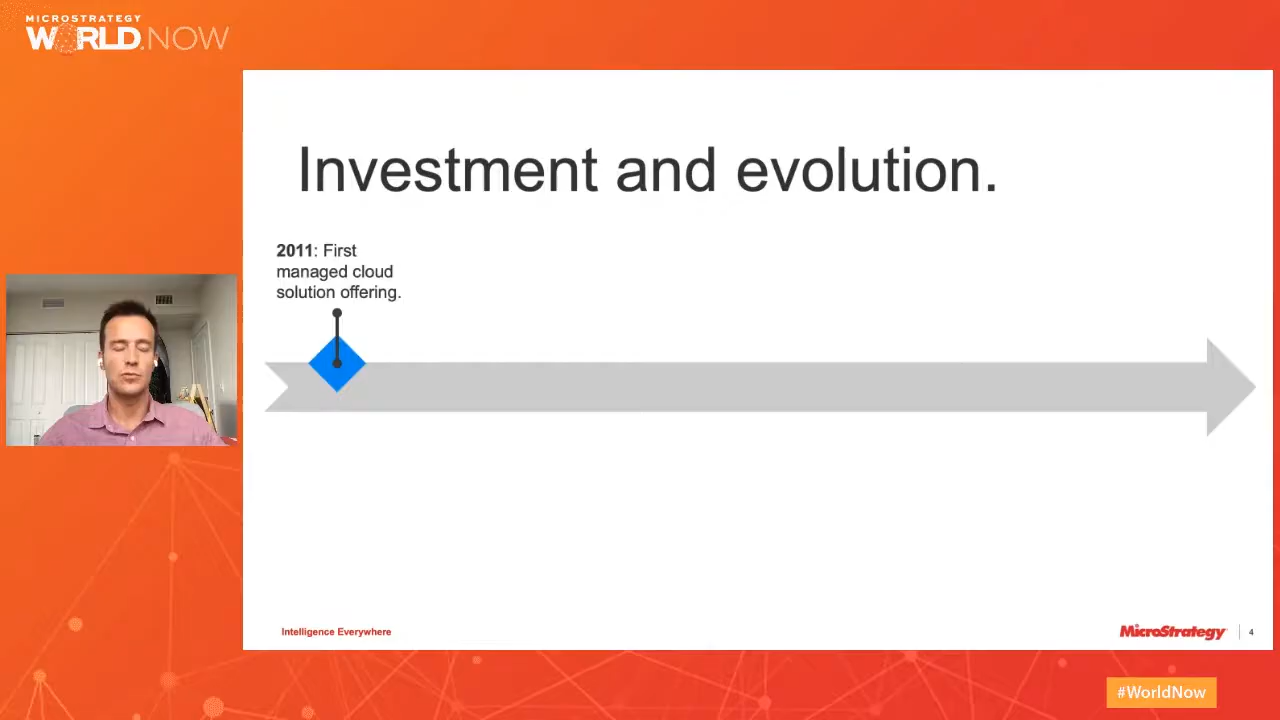 MICROSTRATEGY
WORLD.NOW
Investment and evolution.
2011: First
managed cloud
solution offering.
Intelligence Everywhere
MicroStrategy
4
#WorldNow